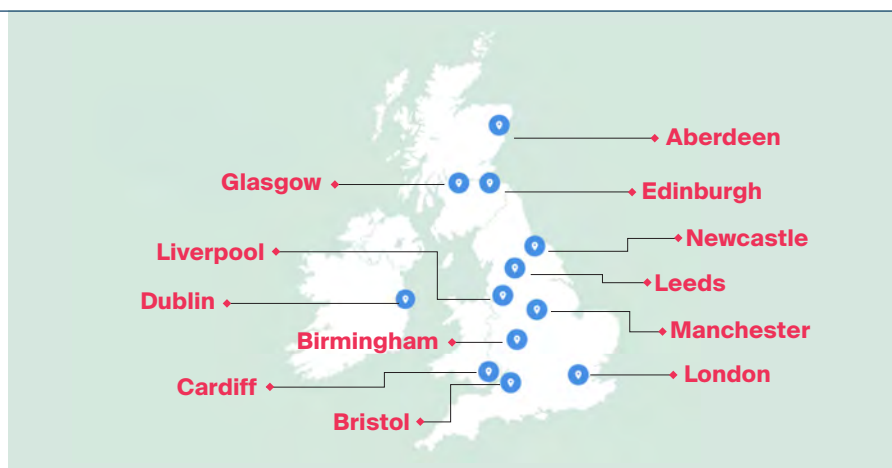 Aberdeen
Glasgow
Edinburgh
Newcastle
Liverpool
Leeds
Dublin
Manchester
Birmingham
London
Cardiff
Bristol